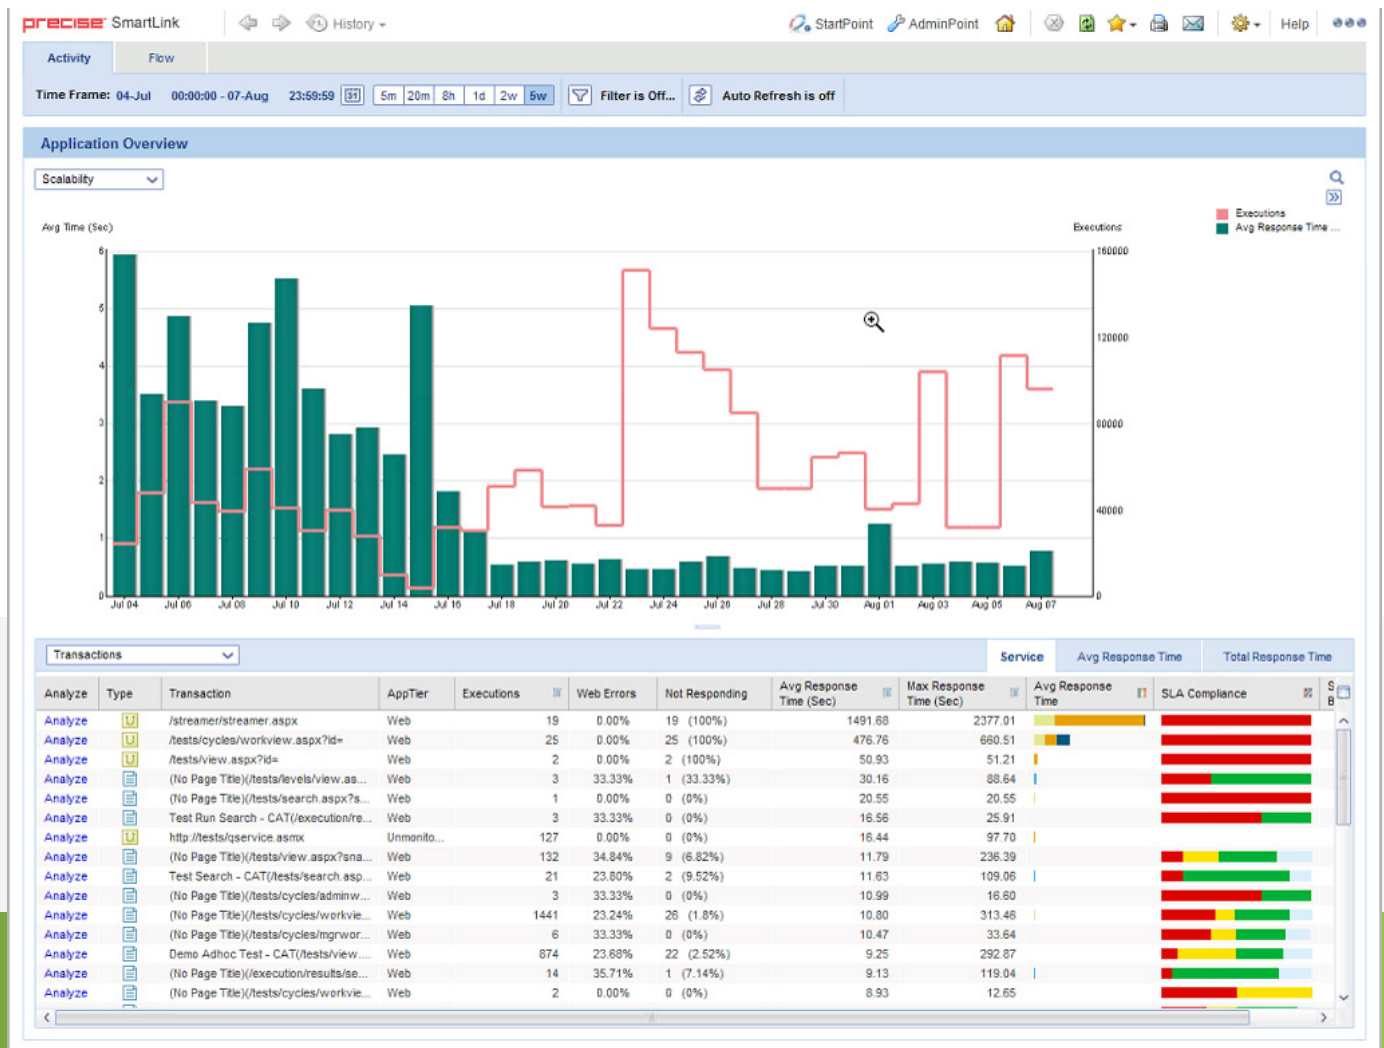 precise SmartLink History StartPoint AdminPoint Help
Activity Flow
Time Frame: 04-Jul 00:00:00 - 07-Aug 23:59:59 31 5m 20m 8h 1d 2w 5w Filter is Off... Auto Refresh is off
Application Overview
Scalability
Executions
Avg Response Time ...
Avg Time (Sec) Executions
6 160000
5
120000
4
3 80000
2
40000
1
0 0
Jul 04 Jul 06 Jul 08 Jul 10 Jul 12 Jul 14 Jul 16 Jul 18 Jul 20 Jul 22 Jul 24 Jul 26 Jul 28 Jul 30 Aug 01 Aug 03 Aug 05 Aug 07
Transactions Service Avg Response Time Total Response Time
Analyze Type Transaction AppTier Executions Web Errors Not Responding Avg Response Time (Sec) Max Response Time (Sec) Avg Response Time SLA Compliance S B
Analyze U /streamer/streamer.aspx Web 19 0.00% 19 (100%) 1491.68 2377.01
Analyze U /tests/cycles/workview.aspx?id= Web 25 0.00% 25 (100%) 476.76 660.51
Analyze U /tests/view.aspx?id= Web 2 0.00% 2 (100%) 50.93 51.21
Analyze (No Page Title)(/tests/levels/view.as... Web 3 33.33% 1 (33.33%) 30.16 88.64
Analyze (No Page Title)(/tests/search.aspx?s... Web 1 0.00% 0 (0%) 20.55 20.55
Analyze Test Run Search - CAT(/execution/re... Web 3 33.33% 0 (0%) 16.56 25.91
Analyze U http://tests/qservice.asmx Unmonito... 127 0.00% 0 (0%) 16.44 97.70
Analyze (No Page Title)(/tests/view.aspx?sna... Web 132 34.84% 9 (6.82%) 11.79 236.39
Analyze Test Search - CAT(/tests/search.asp... Web 21 23.80% 2 (9.52%) 11.63 109.06
Analyze (No Page Title)(/tests/cycles/adminw... Web 3 33.33% 0 (0%) 10.99 16.60
Analyze (No Page Title)(/tests/cycles/workvie... Web 1441 23.24% 26 (1.8%) 10.80 313.46
Analyze (No Page Title)(/tests/cycles/mgrwor... Web 6 33.33% 0 (0%) 10.47 33.64
Analyze Demo Adhoc Test - CAT(/tests/view.... Web 874 23.68% 22 (2.52%) 9.25 292.87
Analyze (No Page Title)(/execution/results/se... Web 14 35.71% 1 (7.14%) 9.13 119.04
Analyze (No Page Title)(/tests/cycles/workvie... Web 2 0.00% 0 (0%) 8.93 12.65